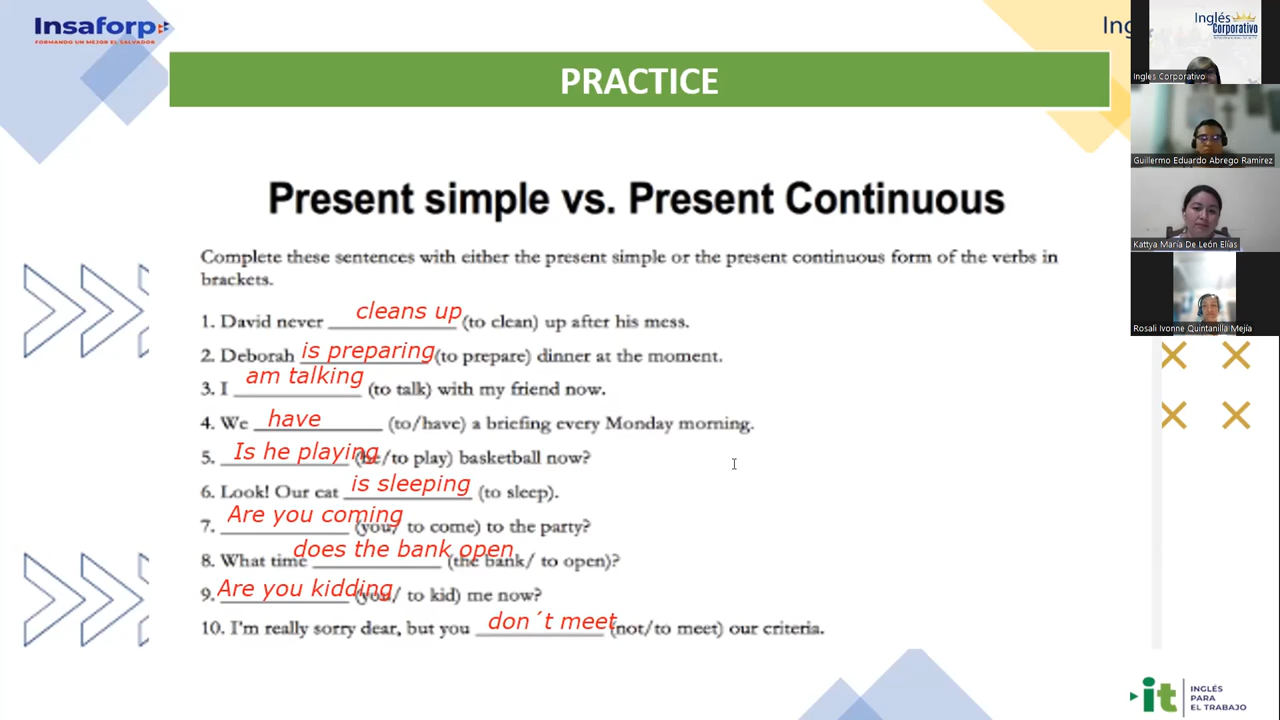 Insaforp
FORMANDO UN MEJOR EL SALVADOR
Ing
PRACTICE
Present simple vs. Present Continuous
Complete these sentences with either the present simple or the present continuous form of the verbs in
brackets.
1. David never cleans up (to clean) up after his mess.
2. Deborah is preparing (to prepare) dinner at the moment.
3. I am talking (to talk) with my friend now.
4. We have (to/have) a briefing every Monday morning.
5. Is he playing (he/to play) basketball now?
6. Look! Our cat is sleeping (to sleep).
7. Are you coming (you/ to come) to the party?
8. What time does the bank open (the bank/ to open)?
9. Are you kidding (you/ to kid) me now?
10. I'm really sorry dear, but you don´t meet (not/to meet) our criteria.
Inglés
Corporativo
Ingles Corporativo
Guillermo Eduardo Abrego Ramirez
Kattya María De León Elías
Rosali Ivonne Quintanilla Mejía
it
INGLÉS
PARA
EL TRABAJO